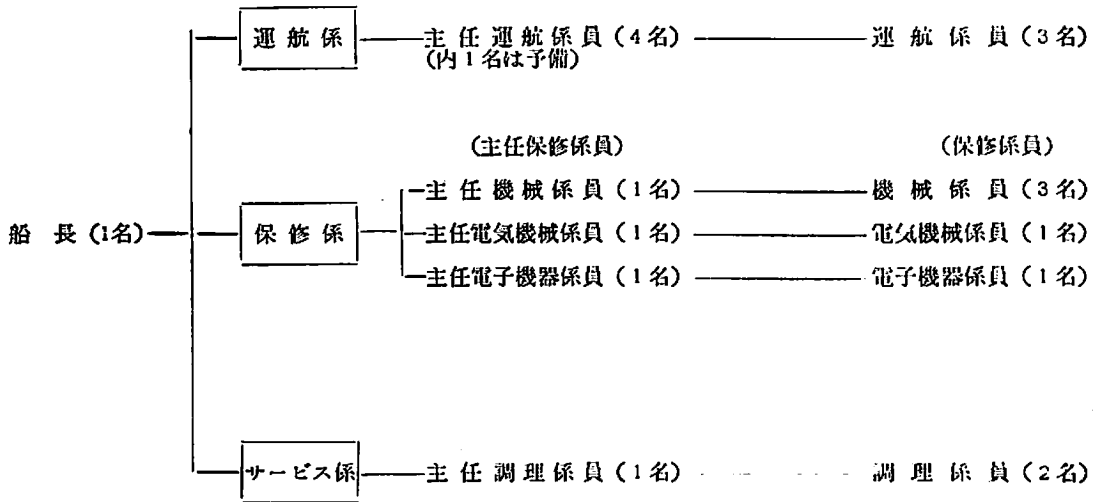 運航係 主任運航係員(4名) 運航係員(3名)
(内1名は予備)
(主任保修係員) (保修係員)
主任機械係員(1名) 機械係員(3名)
船長(1名) 保修係 主任電気機械係員(1名) 電気機械係員(1名)
主任電子機器係員(1名) 電子機器係員(1名)
サービス係 主任調理係員(1名) 調理係員(2名)